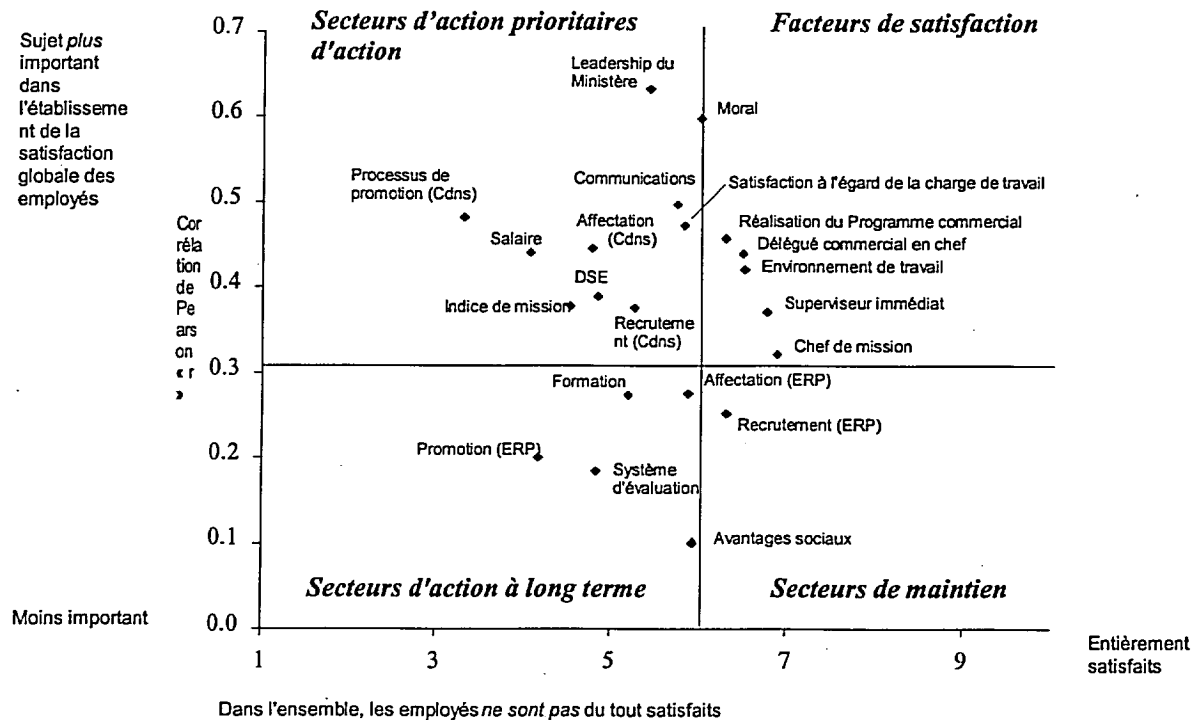 Secteurs d'action prioritaires
d'action
Facteurs de satisfaction
Sujet plus
important
dans
l'établisseme
nt de la
satisfaction
globale des
employés
Cor
réla
tion
de
Pe
ars
on
« r
»
0.7
0.6
0.5
0.4
0.3
0.2
0.1
0.0
Leadership du
Ministère
Moral
Processus de
promotion (Cdns)
Communications
Satisfaction à l'égard de la charge de travail
Salaire
Affectation
(Cdns)
Réalisation du Programme commercial
Délégué commercial en chef
Environnement de travail
DSE
Indice de mission
Recruteme
nt (Cdns)
Superviseur immédiat
Chef de mission
Formation
Affectation (ERP)
Recrutement (ERP)
Promotion (ERP)
Système
d'évaluation
Avantages sociaux
Secteurs d'action à long terme
Secteurs de maintien
Moins important
1
3
5
7
9
Entièrement
satisfaits
Dans l'ensemble, les employés ne sont pas du tout satisfaits